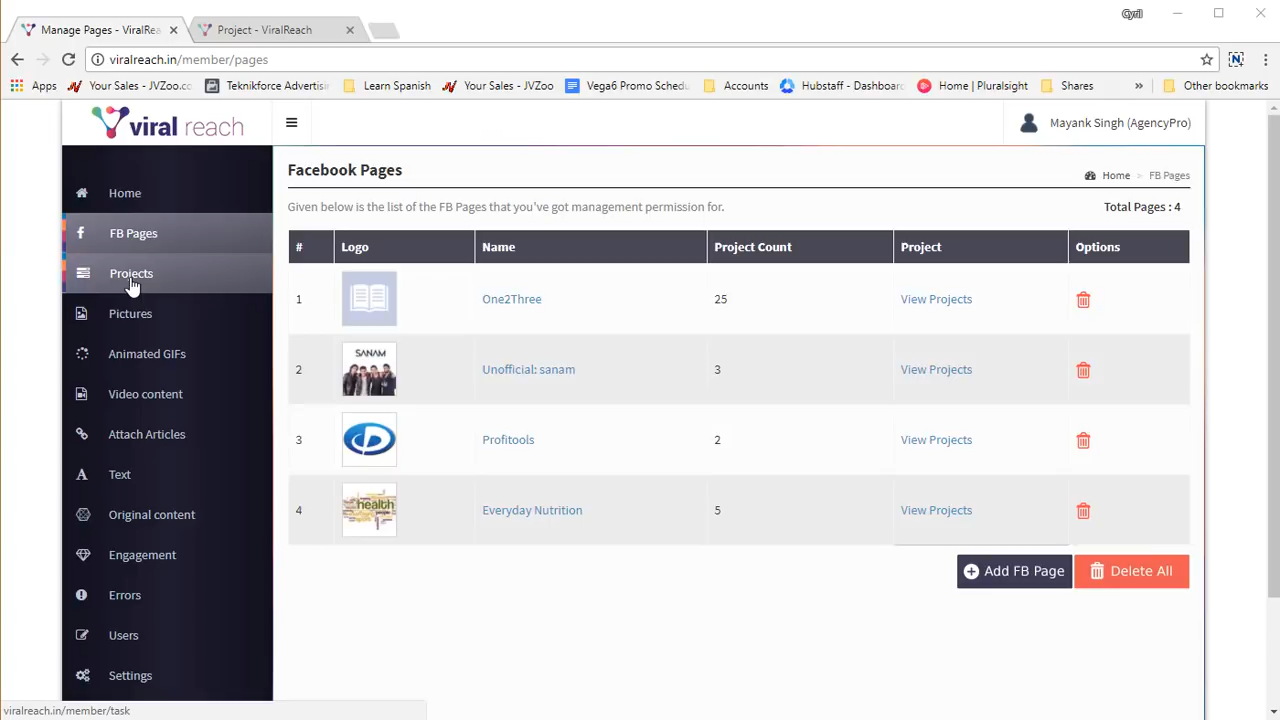 Cyril
Manage Pages - ViralRea
Project - ViralReach
viralreach.in/member/pages
Apps
Your Sales - JVZoo.cc
Teknikforce Advertisi
Learn Spanish
Your Sales - JVZoo
Vega6 Promo Schedu
Accounts
Hubstaff - Dashboar
Home | Pluralsight
Shares
»
Other bookmarks
viral reach
Mayank Singh (AgencyPro)
Home
FB Pages
Projects
Pictures
Animated GIFs
Video content
Attach Articles
Text
Original content
Engagement
Errors
Users
Settings
Facebook Pages
Home > FB Pages
Given below is the list of the FB Pages that you've got management permission for.
Total Pages : 4
# Logo Name Project Count Project Options
1 One2Three 25 View Projects
2 SANAM Unofficial: sanam 3 View Projects
3 Profitools 2 View Projects
4 health Everyday Nutrition 5 View Projects
Add FB Page
Delete All
viralreach.in/member/task